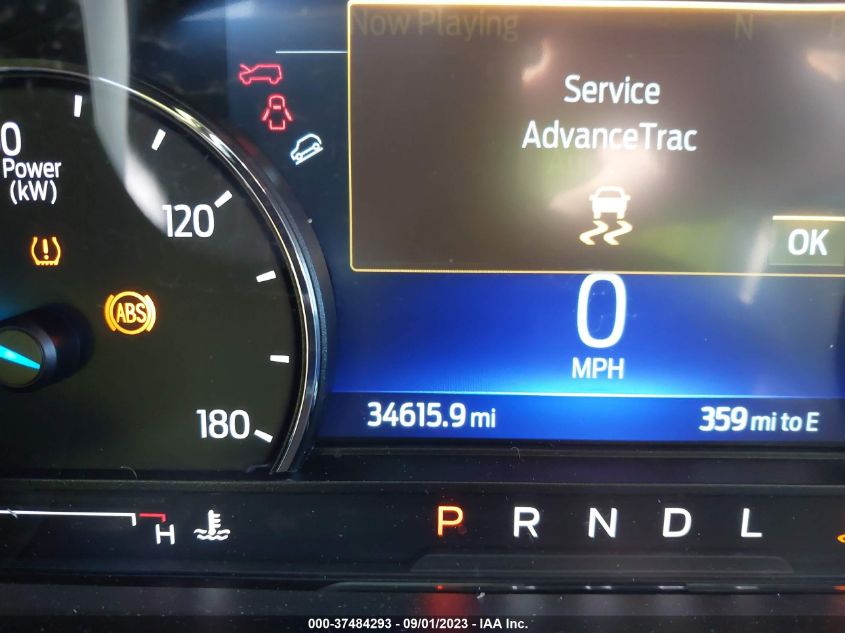 Now Playing N
Service
AdvanceTrac
OK
0
Power
(kW)
120
ABS
180
0
MPH
34615.9 mi 359 mi to E
H
P R N D L
000-37484293 - 09/01/2023 - IAA Inc.